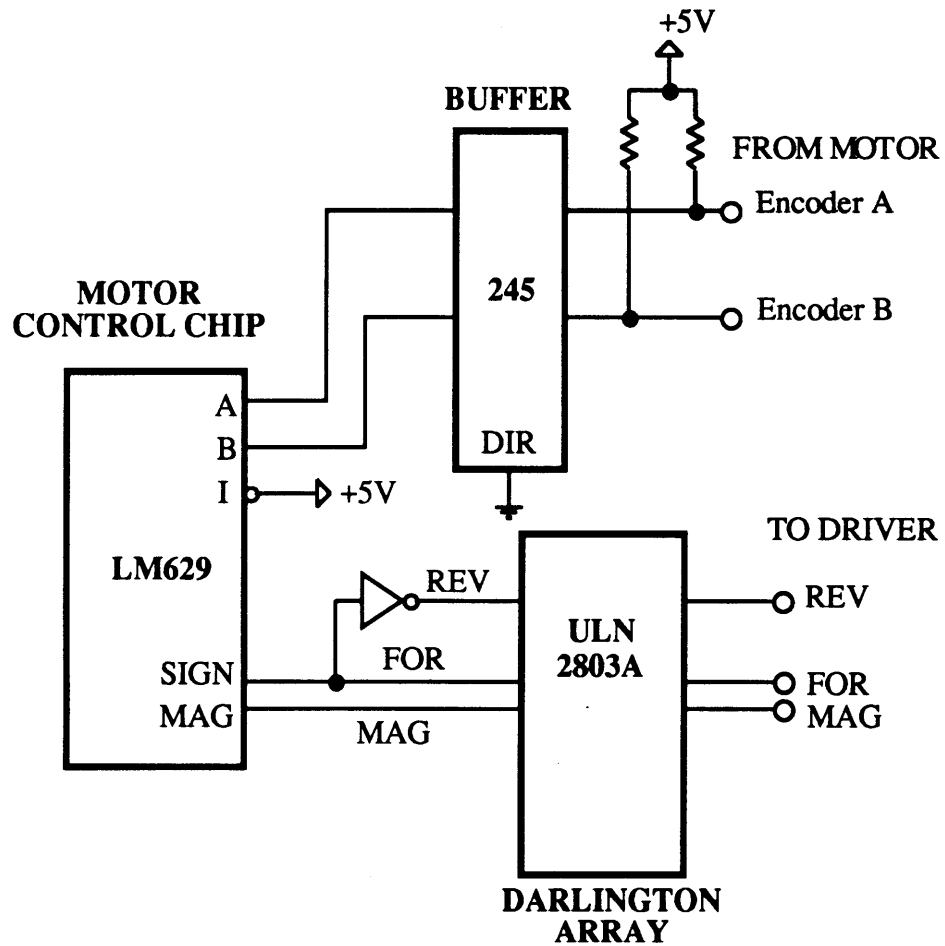 +5V
BUFFER
FROM MOTOR
Encoder A
245
Encoder B
MOTOR
CONTROL CHIP
A
B
DIR
I
+5V
TO DRIVER
LM629
REV
REV
ULN
2803A
SIGN
FOR
FOR
MAG
MAG
MAG
DARLINGTON
ARRAY